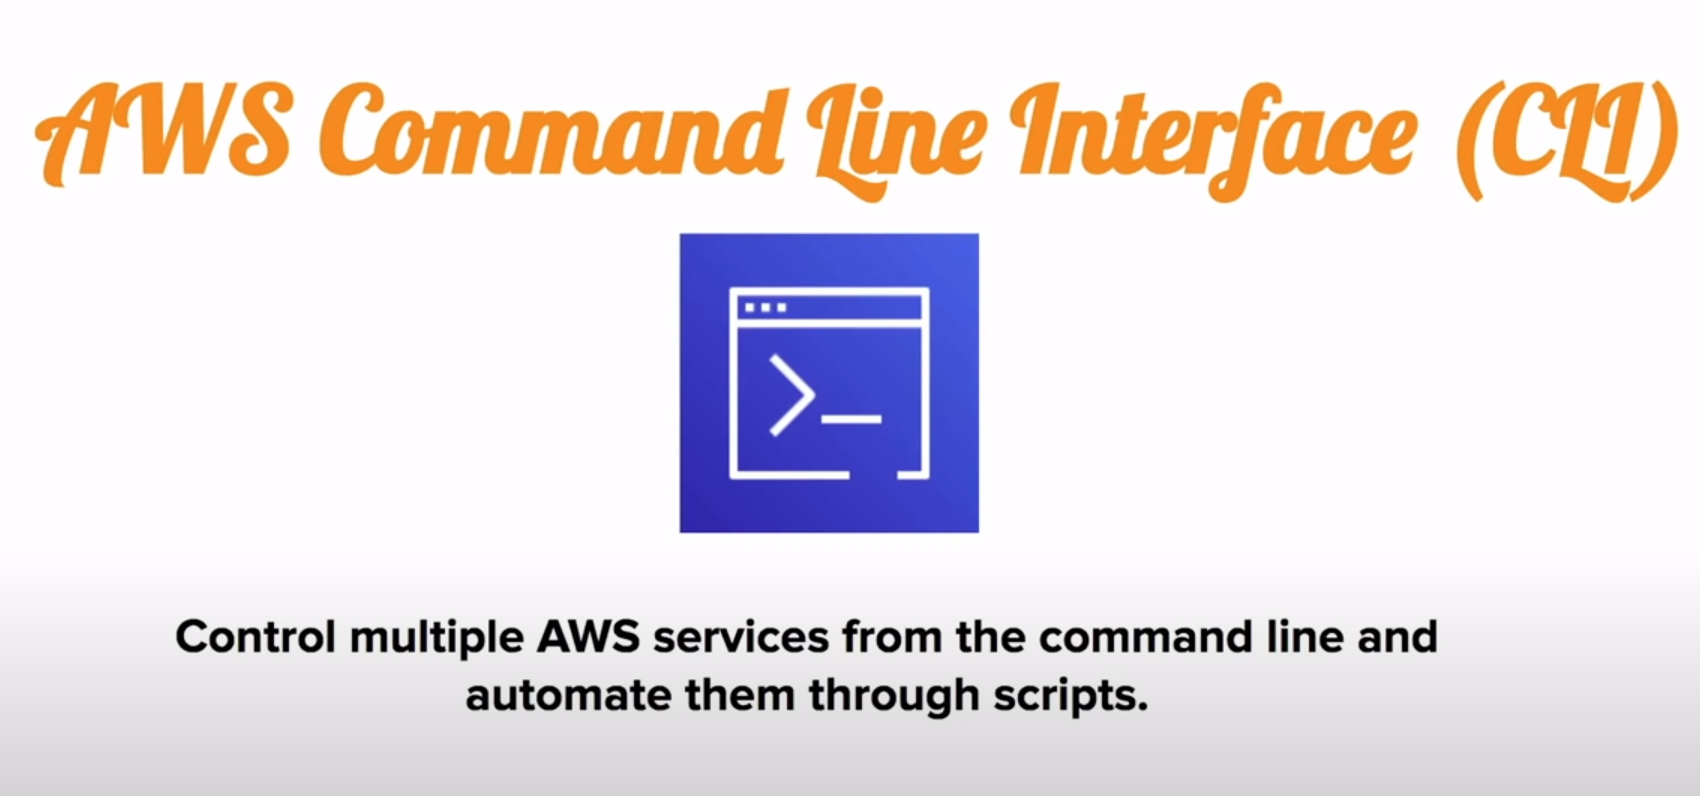 AWS Command Line Interface (CLI)
>_
Control multiple AWS services from the command line and
automate them through scripts.